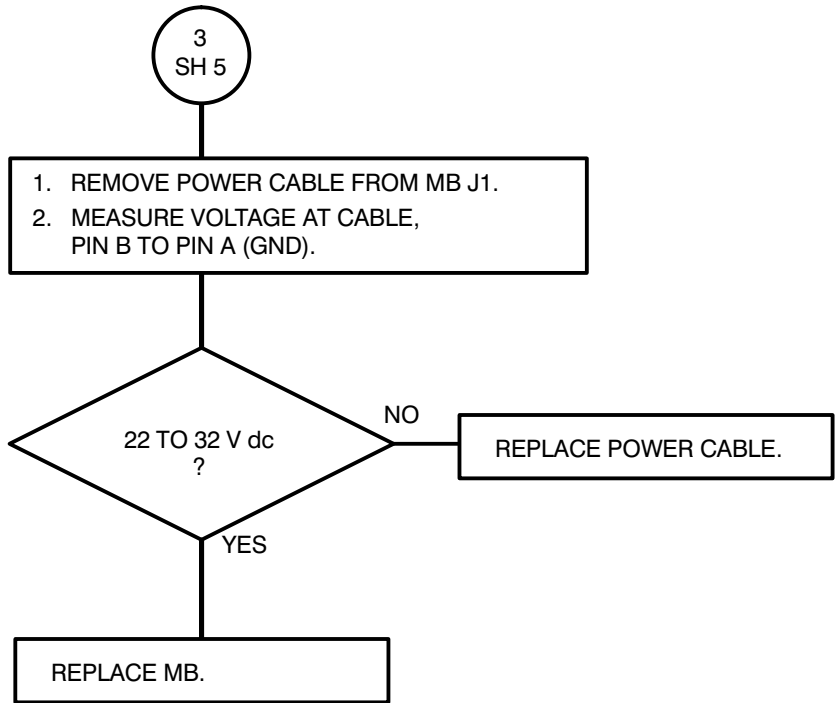 3
SH 5
1. REMOVE POWER CABLE FROM MB J1.
2. MEASURE VOLTAGE AT CABLE,
PIN B TO PIN A (GND).
22 TO 32 V dc
?
NO
REPLACE POWER CABLE.
YES
REPLACE MB.